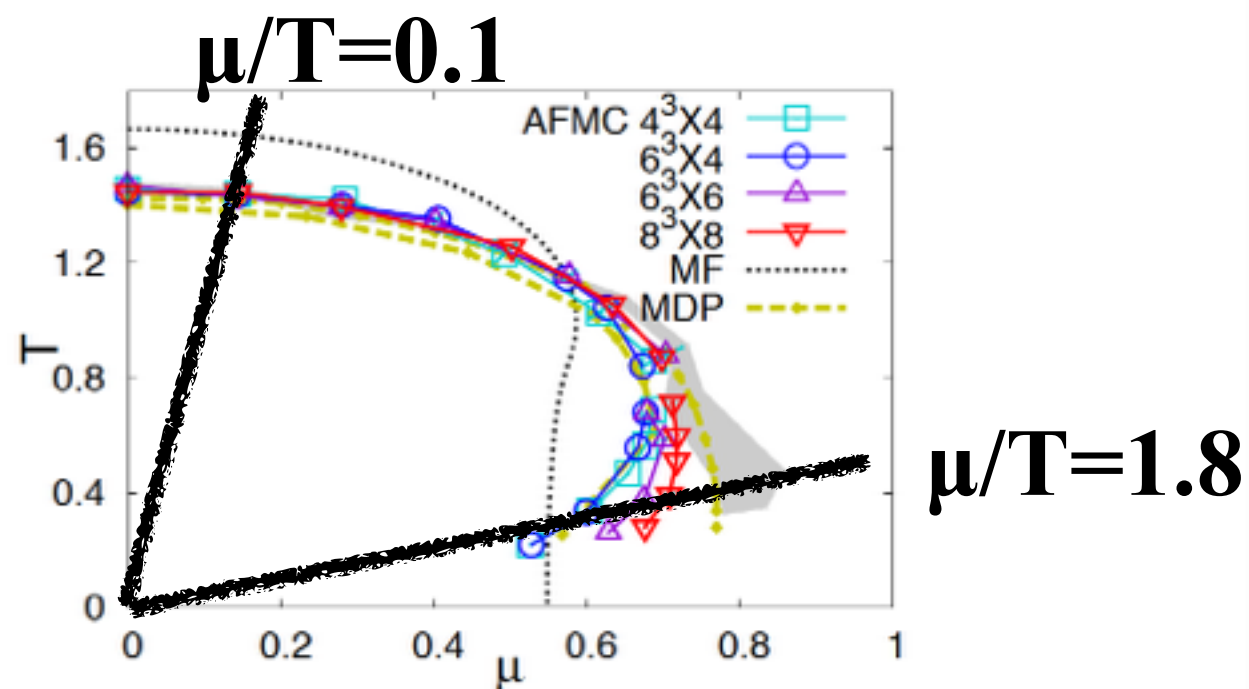 μ/T=0.1
AFMC 4³X4
6³X4
6³X6
8³X8
MF
MDP
T
1.6
1.2
0.8
0.4
0
μ/T=1.8
0 0.2 0.4 0.6 0.8 1
μ